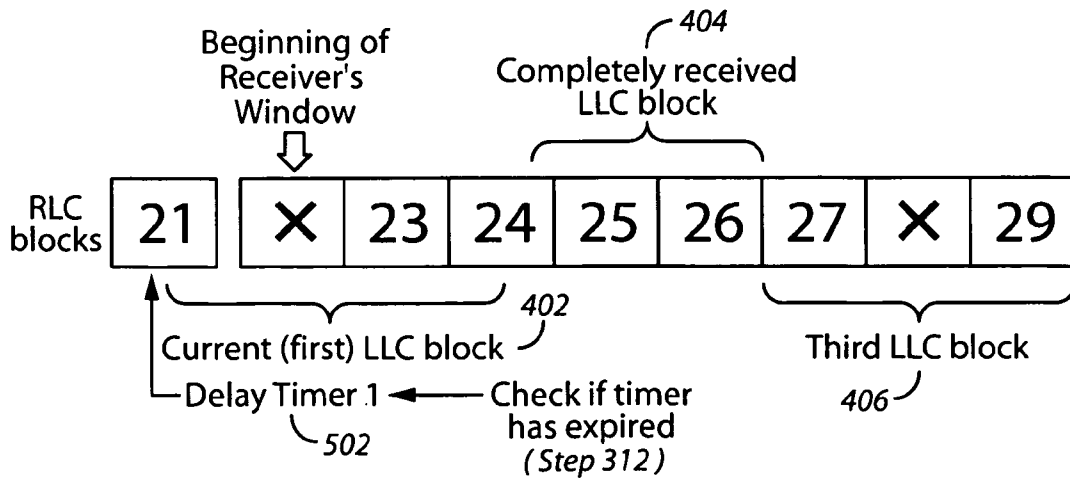 404
Beginning of
Receiver's
Window
Completely received
LLC block
RLC
blocks
21 X 23 24 25 26 27 X 29
402
Current (first) LLC block
Third LLC block
406
Delay Timer 1
Check if timer
has expired
(Step 312)
502